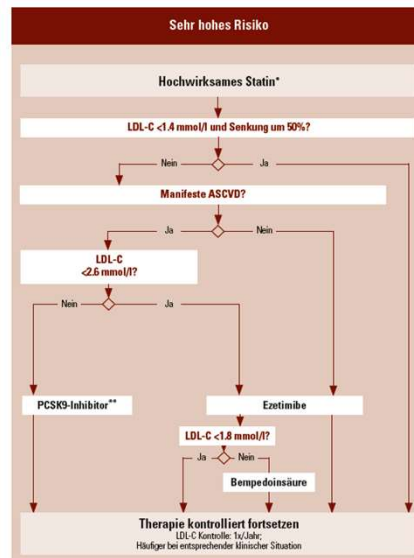 Sehr hohes Risiko
Hochwirksames Statin*
LDL-C <1.4 mmol/l und Senkung um 50%?
Nein
Ja
Manifeste ASCVD?
Ja
Nein
LDL-C
<2.6 mmol/l?
Nein
Ja
PCSK9-Inhibitor**
Ezetimibe
LDL-C <1.8 mmol/l?
Ja
Nein
Bempedoinsäure
Therapie kontrolliert fortsetzen
LDL-C Kontrolle: 1x/Jahr;
Häufiger bei entsprechender klinischer Situation